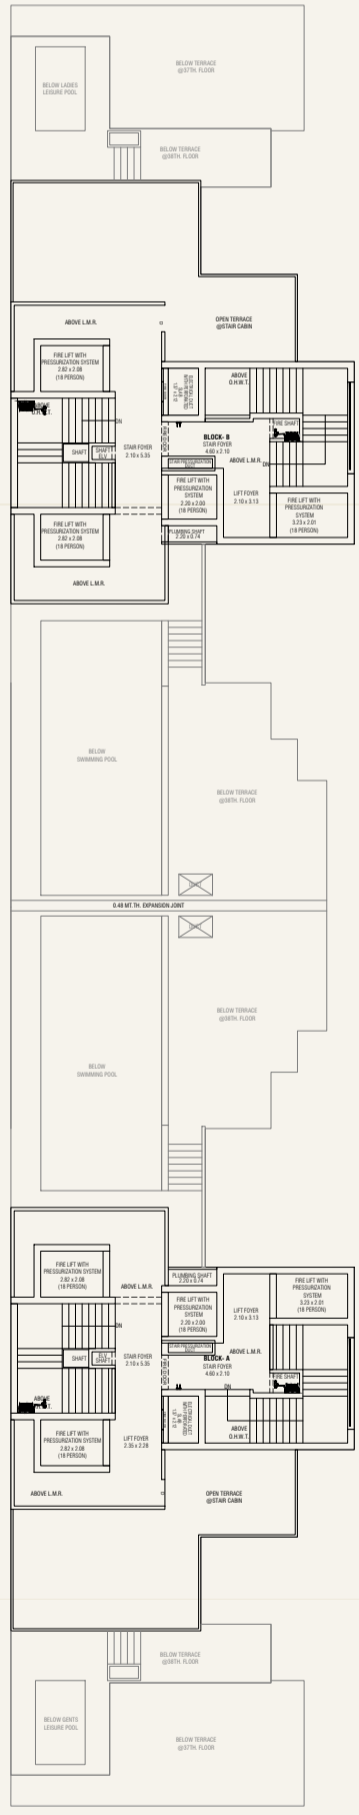 BELOW TERRACE
@37TH. FLOOR
BELOW LADIES
LEISURE POOL
BELOW TERRACE
@38TH. FLOOR
ABOVE L.M.R.
OPEN TERRACE
@STAIR CABIN
FIRE LIFT WITH
PRESSURIZATION SYSTEM
2.82 x 2.08
(18 PERSON)
ABOVE
O.H.W.T.
ABOVE
O.H.W.T.
DN
FIRE SHAFT
STAIR FOYER
2.10 x 5.35
BLOCK- B
STAIR FOYER
4.60 x 2.10
SHAFT
SHAFT
ELV
ABOVE L.M.R.
DN
FIRE LIFT WITH
PRESSURIZATION
SYSTEM
2.20 x 2.00
(18 PERSON)
LIFT FOYER
2.10 x 3.13
FIRE LIFT WITH
PRESSURIZATION
SYSTEM
3.23 x 2.01
(18 PERSON)
FIRE LIFT WITH
PRESSURIZATION SYSTEM
2.82 x 2.08
(18 PERSON)
PLUMBING SHAFT
2.20 x 0.74
ABOVE L.M.R.
BELOW
SWIMMING POOL
BELOW TERRACE
@38TH. FLOOR
0.48 MT.TH. EXPANSION JOINT
BELOW TERRACE
@38TH. FLOOR
BELOW
SWIMMING POOL
FIRE LIFT WITH
PRESSURIZATION SYSTEM
2.82 x 2.08
(18 PERSON)
PLUMBING SHAFT
2.20 x 0.74
ABOVE L.M.R.
FIRE LIFT WITH
PRESSURIZATION
SYSTEM
3.23 x 2.01
(18 PERSON)
FIRE LIFT WITH
PRESSURIZATION
SYSTEM
2.20 x 2.00
(18 PERSON)
LIFT FOYER
2.10 x 3.13
DN
ABOVE L.M.R.
SHAFT
ELV
SHAFT
STAIR FOYER
2.10 x 5.35
BLOCK- A
STAIR FOYER
4.60 x 2.10
FIRE SHAFT
DN
ABOVE
O.H.W.T.
ABOVE
O.H.W.T.
FIRE LIFT WITH
PRESSURIZATION SYSTEM
2.82 x 2.08
(18 PERSON)
LIFT FOYER
2.35 x 2.28
ABOVE L.M.R.
OPEN TERRACE
@STAIR CABIN
BELOW TERRACE
@38TH. FLOOR
BELOW GENTS
LEISURE POOL
BELOW TERRACE
@37TH. FLOOR